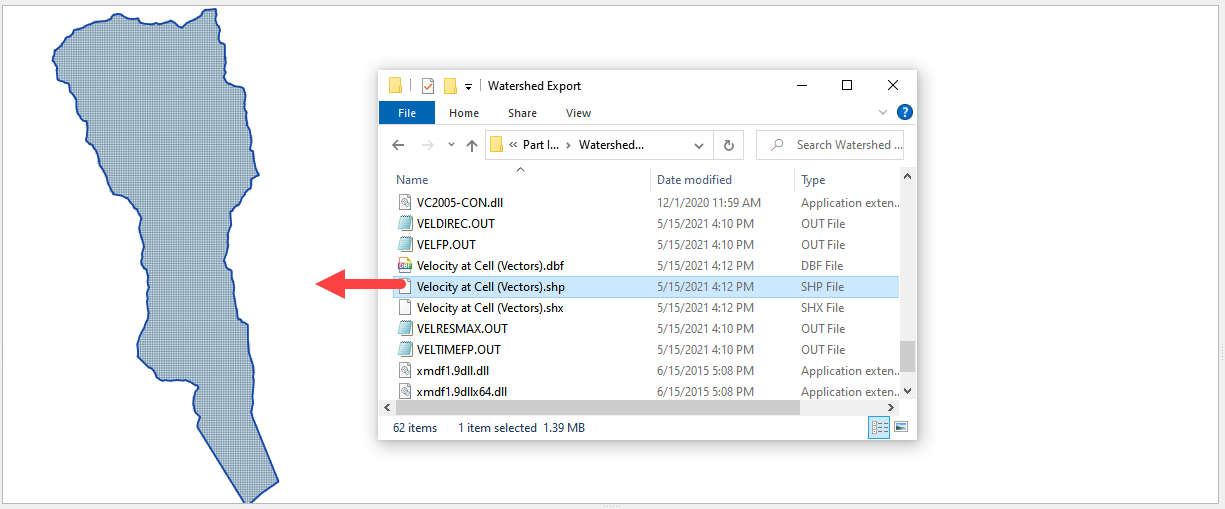 Watershed Export
File Home Share View
?
« Part I... > Watershed... Search Watershed ...
Name Date modified Type
VC2005-CON.dll 12/1/2020 11:59 AM Application exten...
VELDIREC.OUT 5/15/2021 4:10 PM OUT File
VELFP.OUT 5/15/2021 4:10 PM OUT File
DBF Velocity at Cell (Vectors).dbf 5/15/2021 4:12 PM DBF File
Velocity at Cell (Vectors).shp 5/15/2021 4:12 PM SHP File
Velocity at Cell (Vectors).shx 5/15/2021 4:12 PM SHX File
VELRESMAX.OUT 5/15/2021 4:10 PM OUT File
VELTIMEFP.OUT 5/15/2021 4:10 PM OUT File
xmdf1.9dll.dll 6/15/2015 5:08 PM Application exten...
xmdf1.9dllx64.dll 6/15/2015 5:08 PM Application exten...
62 items 1 item selected 1.39 MB